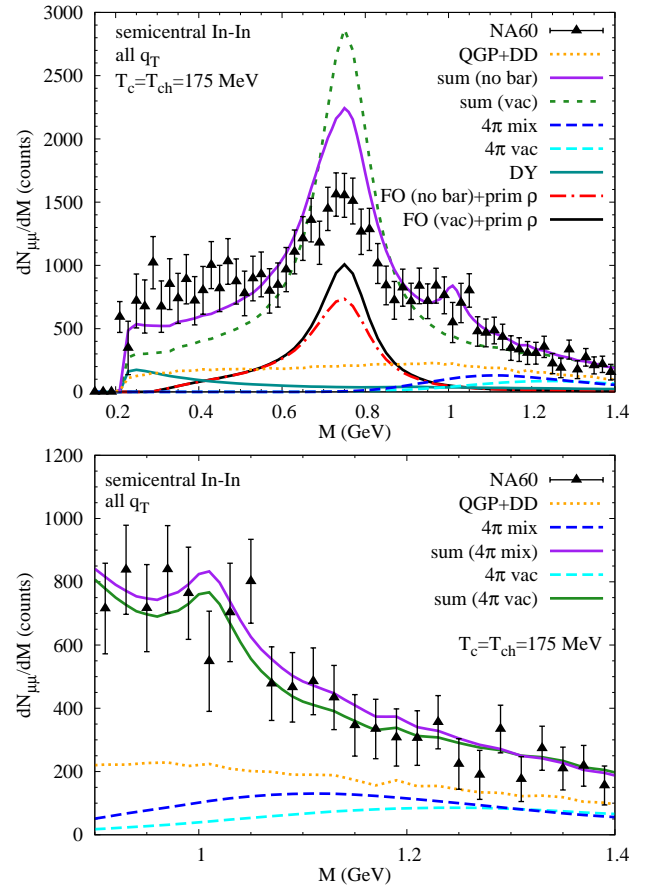 3000
2500
2000
1500
1000
500
0
dN_μμ/dM (counts)
semicentral In-In
all q_T
T_c=T_ch=175 MeV
NA60
QGP+DD
sum (no bar)
sum (vac)
4π mix
4π vac
DY
FO (no bar)+prim ρ
FO (vac)+prim ρ
0.2 0.4 0.6 0.8 1 1.2 1.4
M (GeV)
1200
1000
800
600
400
200
0
dN_μμ/dM (counts)
semicentral In-In
all q_T
NA60
QGP+DD
4π mix
sum (4π mix)
4π vac
sum (4π vac)
T_c=T_ch=175 MeV
1 1.2 1.4
M (GeV)